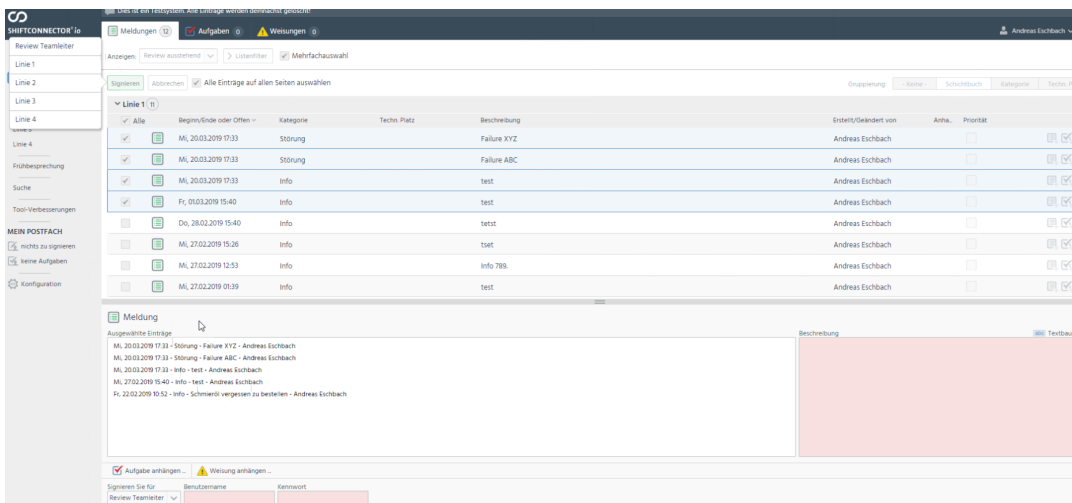 Dies ist ein Testsystem. Alle Einträge werden demnächst gelöscht!
SHIFTCONNECTOR® io
Meldungen 12
Aufgaben 0
Weisungen 0
Andreas Eschbach
Review Teamleiter
Linie 1
Linie 2
Linie 3
Linie 4
Linie 4
Frühbesprechung
Suche
Tool-Verbesserungen
MEIN POSTFACH
nichts zu signieren
keine Aufgaben
Konfiguration
Anzeigen: Review ausstehend > Listenfilter Mehrfachauswahl
Signieren Abbrechen Alle Einträge auf allen Seiten auswählen
Gruppierung: - Keine - Schichtbuch Kategorie Techn. P
Linie 1 11
Alle Beginn/Ende oder Offen Kategorie Techn. Platz Beschreibung Erstellt/Geändert von Anha.. Priorität
Mi, 20.03.2019 17:33 Störung Failure XYZ Andreas Eschbach
Mi, 20.03.2019 17:33 Störung Failure ABC Andreas Eschbach
Mi, 20.03.2019 17:33 Info test Andreas Eschbach
Fr, 01.03.2019 15:40 Info test Andreas Eschbach
Do, 28.02.2019 15:40 Info tetst Andreas Eschbach
Mi, 27.02.2019 15:26 Info tset Andreas Eschbach
Mi, 27.02.2019 12:53 Info Info 789. Andreas Eschbach
Mi, 27.02.2019 01:39 Info test Andreas Eschbach
Meldung
Ausgewählte Einträge
Mi, 20.03.2019 17:33 - Störung - Failure XYZ - Andreas Eschbach
Mi, 20.03.2019 17:33 - Störung - Failure ABC - Andreas Eschbach
Mi, 20.03.2019 17:33 - Info - test - Andreas Eschbach
Mi, 27.02.2019 15:40 - Info - test - Andreas Eschbach
Fr, 22.02.2019 10:52 - Info - Schmieröl vergessen zu bestellen - Andreas Eschbach
Beschreibung abc Textbau
Aufgabe anhängen .. Weisung anhängen ..
Signieren Sie für Benutzername Kennwort
Review Teamleiter